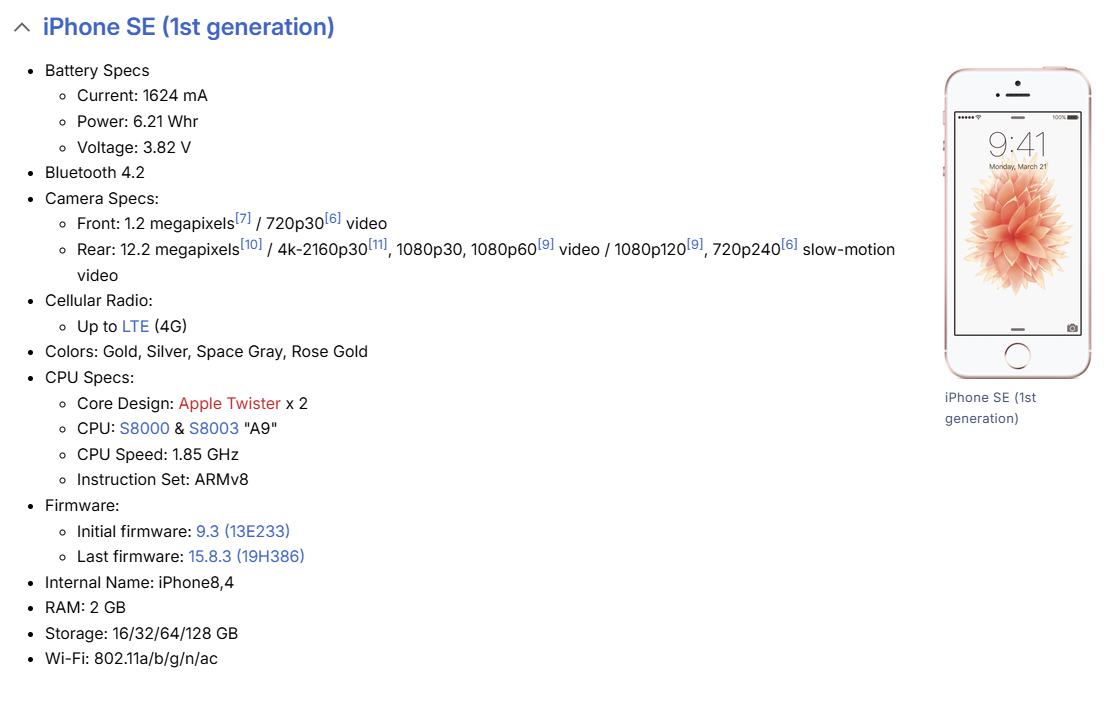 iPhone SE (1st generation)
Battery Specs
Current: 1624 mA
Power: 6.21 Whr
Voltage: 3.82 V
Bluetooth 4.2
Camera Specs:
Front: 1.2 megapixels[7] / 720p30[6] video
Rear: 12.2 megapixels[10] / 4k-2160p30[11], 1080p30, 1080p60[9] video / 1080p120[9], 720p240[6] slow-motion
video
Cellular Radio:
Up to LTE (4G)
Colors: Gold, Silver, Space Gray, Rose Gold
CPU Specs:
Core Design: Apple Twister x 2
CPU: S8000 & S8003 "A9"
CPU Speed: 1.85 GHz
Instruction Set: ARMv8
Firmware:
Initial firmware: 9.3 (13E233)
Last firmware: 15.8.3 (19H386)
Internal Name: iPhone8,4
RAM: 2 GB
Storage: 16/32/64/128 GB
Wi-Fi: 802.11a/b/g/n/ac
100%
9:41
Monday, March 21
iPhone SE (1st
generation)